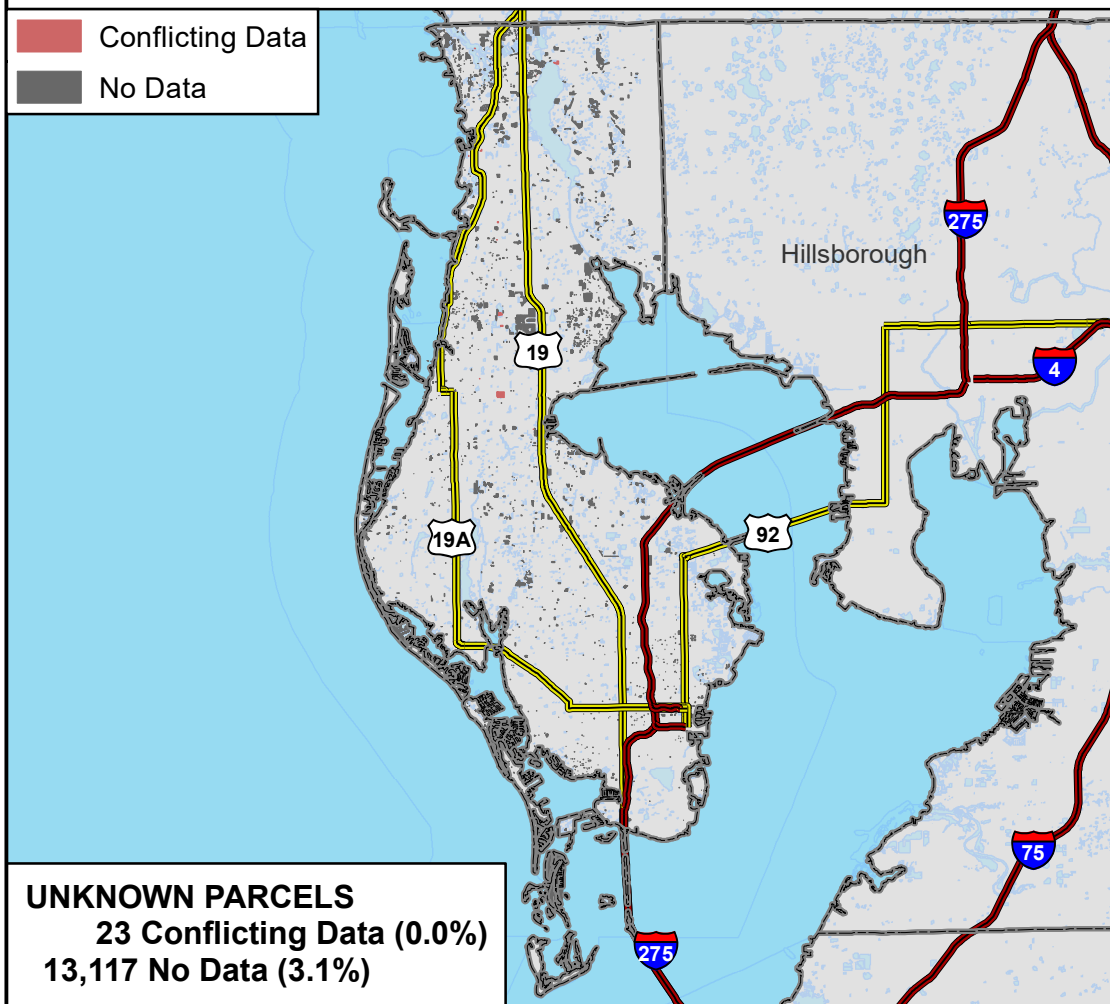 Conflicting Data
No Data
275
Hillsborough
19
4
19A
92
75
UNKNOWN PARCELS
23 Conflicting Data (0.0%)
13,117 No Data (3.1%)
275